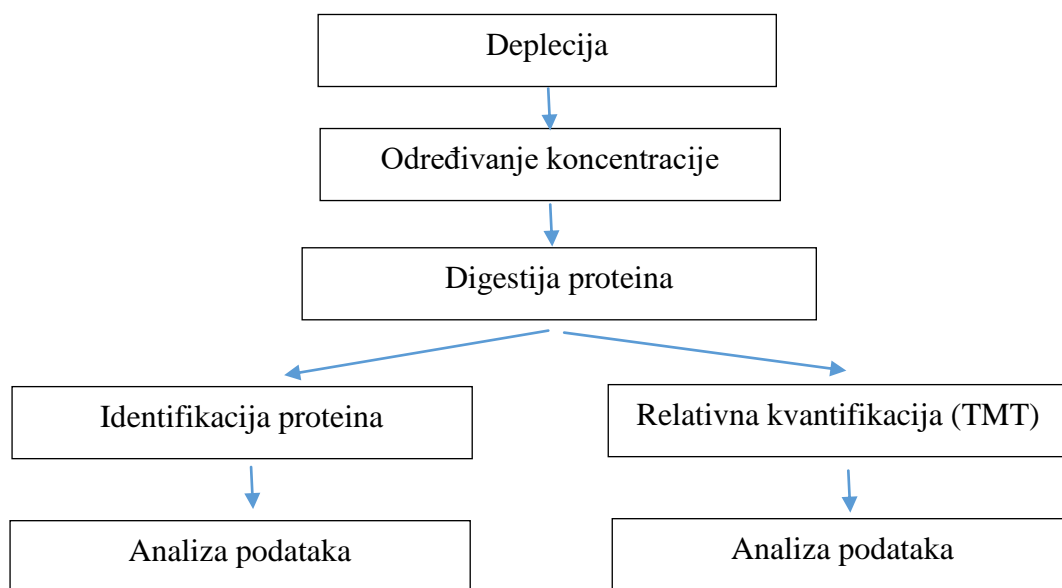 Deplecija
Određivanje koncentracije
Digestija proteina
Identifikacija proteina
Relativna kvantifikacija (TMT)
Analiza podataka
Analiza podataka